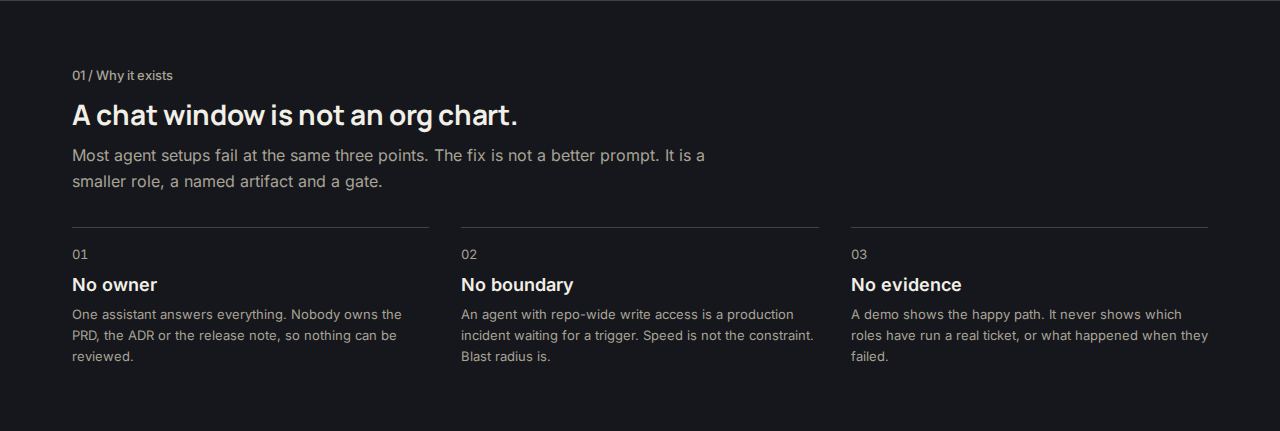 01 / Why it exists
A chat window is not an org chart.
Most agent setups fail at the same three points. The fix is not a better prompt. It is a
smaller role, a named artifact and a gate.
01
No owner
One assistant answers everything. Nobody owns the
PRD, the ADR or the release note, so nothing can be
reviewed.
02
No boundary
An agent with repo-wide write access is a production
incident waiting for a trigger. Speed is not the constraint.
Blast radius is.
03
No evidence
A demo shows the happy path. It never shows which
roles have run a real ticket, or what happened when they
failed.